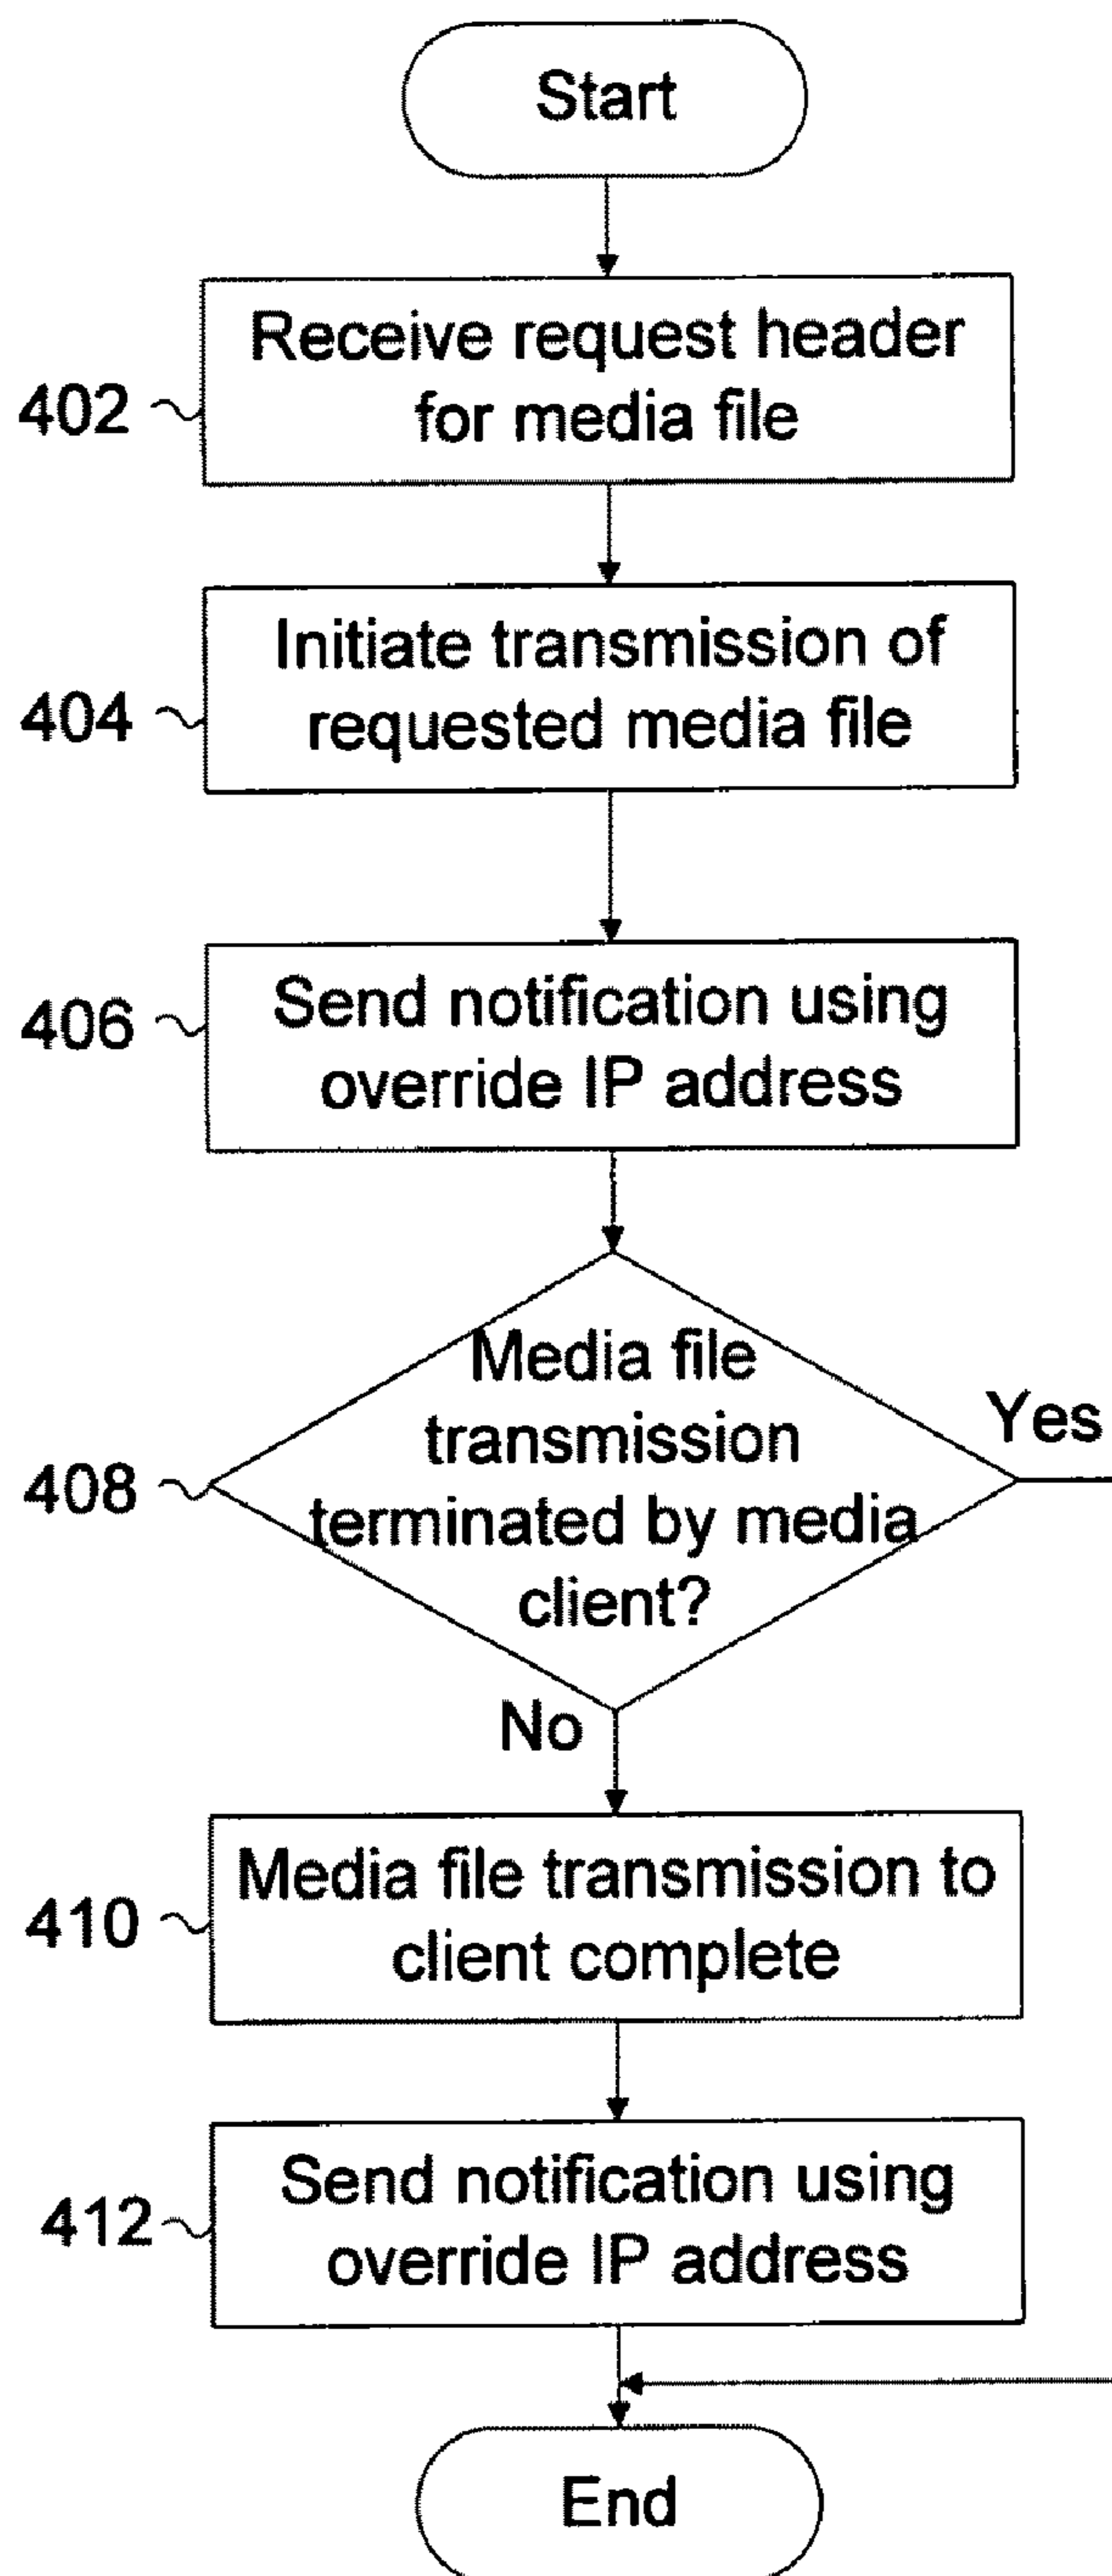 Start
Receive request header
for media file
402
Initiate transmission of
requested media file
404
Send notification using
override IP address
406
Media file
transmission
terminated by media
client?
408
Yes
No
Media file transmission to
client complete
410
Send notification using
override IP address
412
End